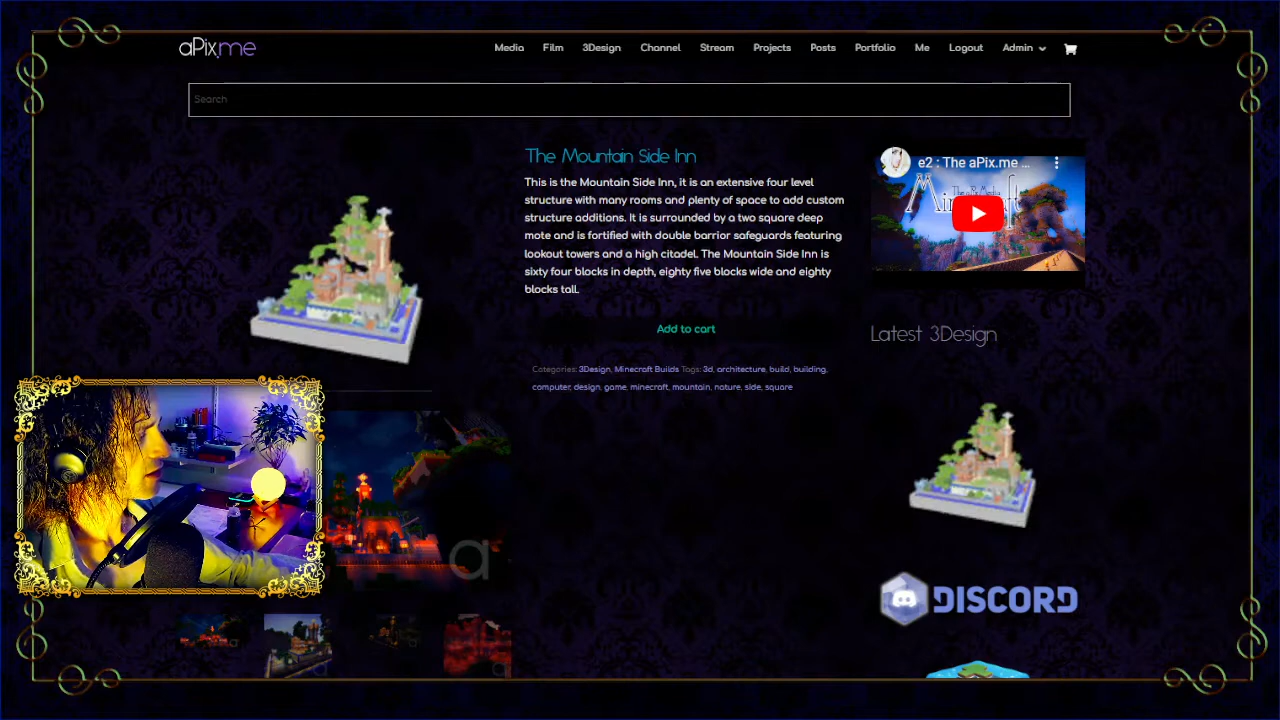 aPix.me
Media Film 3Design Channel Stream Projects Posts Portfolio Me Logout Admin
Search
The Mountain Side Inn
This is the Mountain Side Inn, it is an extensive four level
structure with many rooms and plenty of space to add custom
structure additions. It is surrounded by a two square deep
mote and is fortified with double barrior safeguards featuring
lookout towers and a high citadel. The Mountain Side Inn is
sixty four blocks in depth, eighty five blocks wide and eighty
blocks tall.
Add to cart
Categories: 3Design, Minecraft Builds Tags: 3d, architecture, build, building,
computer, design, game, minecraft, mountain, nature, side, square
e2 : The aPix.me ...
Latest 3Design
a
DISCORD